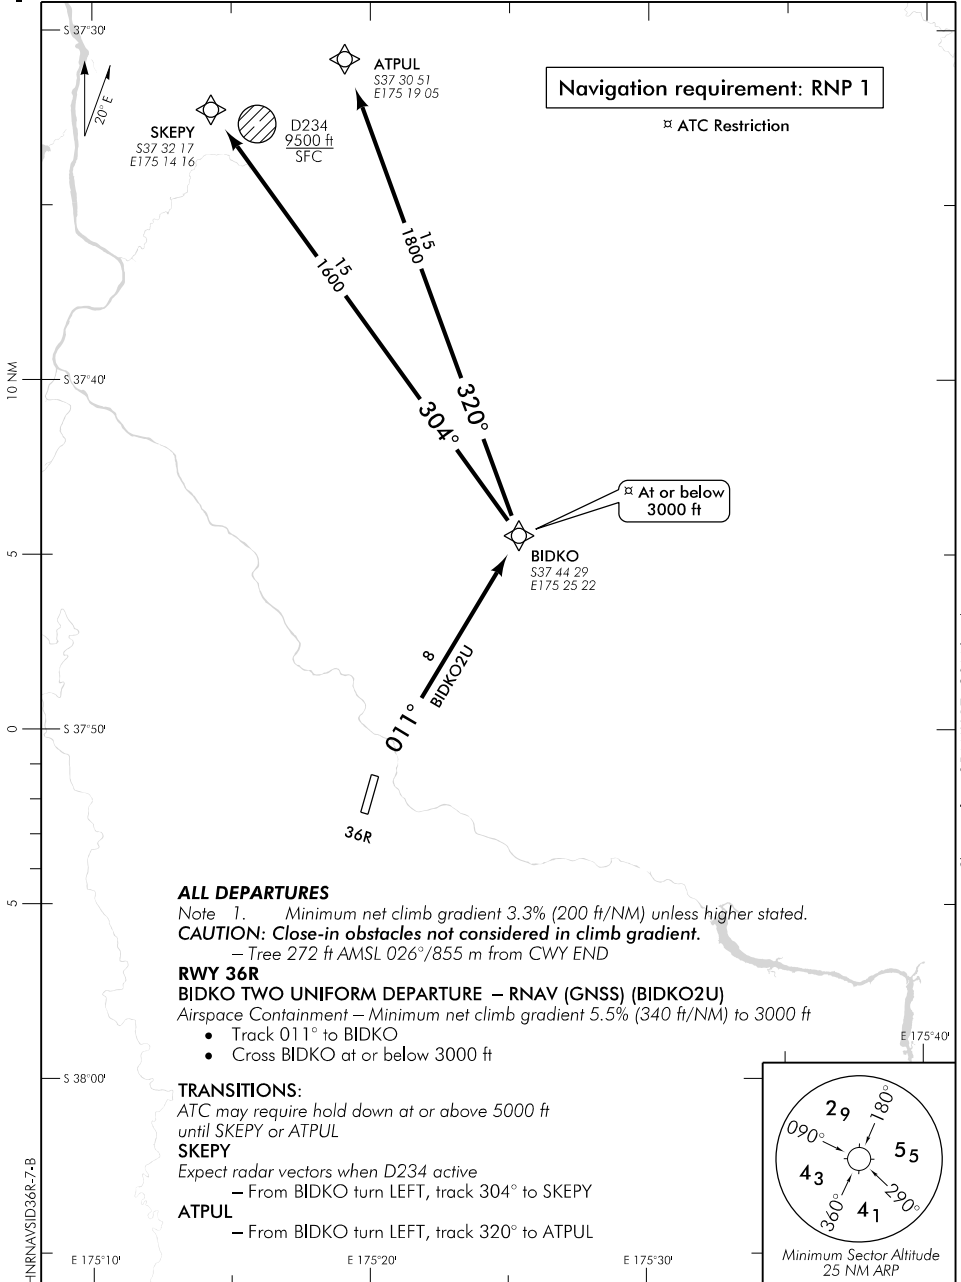 S 37°30'
ATPUL
S37 30 51
E175 19 05
Navigation requirement: RNP 1
¤ ATC Restriction
20° E
SKEPY
S37 32 17
E175 14 16
D234
9500 ft
SFC
15
1800
15
1600
10 NM
S 37°40'
320°
304°
¤ At or below
3000 ft
5
BIDKO
S37 44 29
E175 25 22
8
BIDKO2U
011°
0
S 37°50'
36R
5
ALL DEPARTURES
Note 1. Minimum net climb gradient 3.3% (200 ft/NM) unless higher stated.
CAUTION: Close-in obstacles not considered in climb gradient.
– Tree 272 ft AMSL 026°/855 m from CWY END
RWY 36R
BIDKO TWO UNIFORM DEPARTURE – RNAV (GNSS) (BIDKO2U)
Airspace Containment – Minimum net climb gradient 5.5% (340 ft/NM) to 3000 ft
• Track 011° to BIDKO
• Cross BIDKO at or below 3000 ft
E 175°40'
S 38°00'
TRANSITIONS:
ATC may require hold down at or above 5000 ft
until SKEPY or ATPUL
SKEPY
Expect radar vectors when D234 active
– From BIDKO turn LEFT, track 304° to SKEPY
ATPUL
– From BIDKO turn LEFT, track 320° to ATPUL
29
180°
090°
55
43
290°
360°
41
Minimum Sector Altitude
25 NM ARP
HNRNAVSID36R-7-B
E 175°10'
E 175°20'
E 175°30'